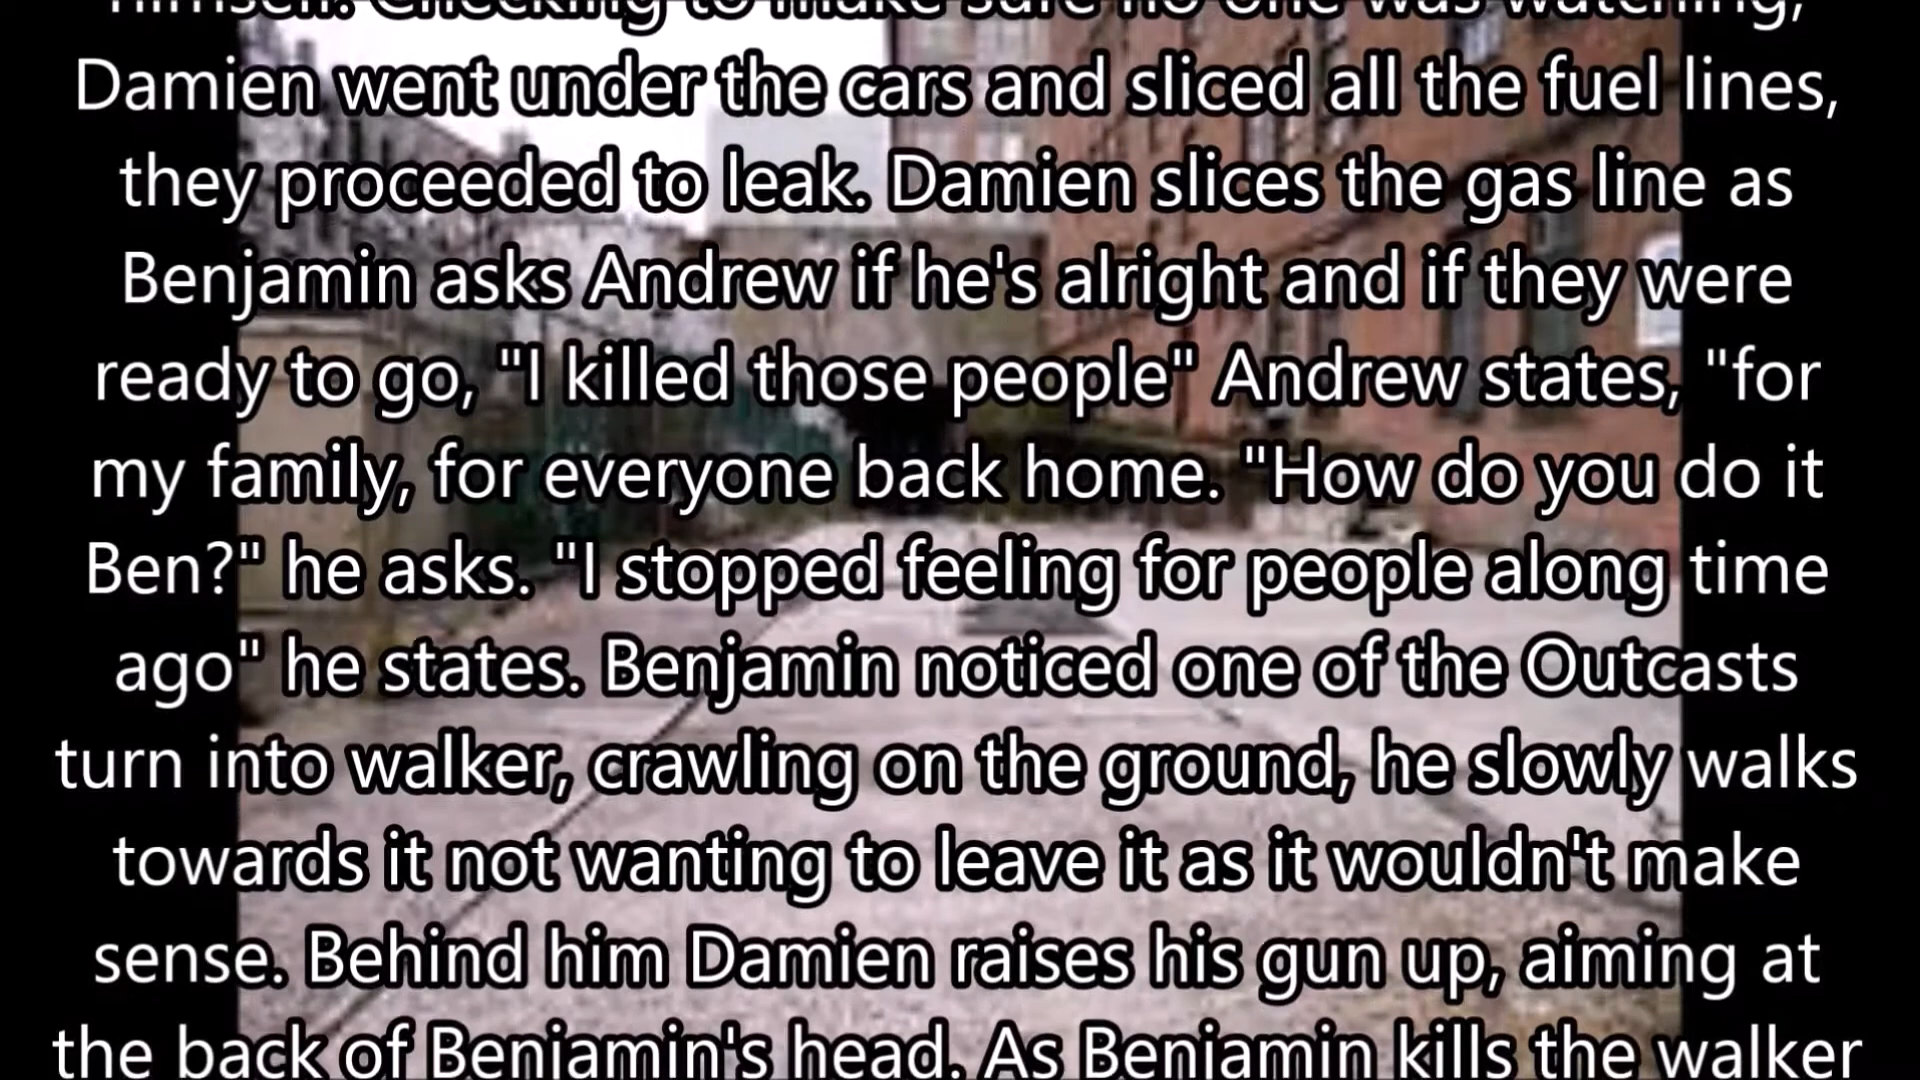 himself. Checking to make sure no one was watching,
Damien went under the cars and sliced all the fuel lines,
they proceeded to leak. Damien slices the gas line as
Benjamin asks Andrew if he's alright and if they were
ready to go, "I killed those people" Andrew states, "for
my family, for everyone back home. "How do you do it
Ben?" he asks. "I stopped feeling for people along time
ago" he states. Benjamin noticed one of the Outcasts
turn into walker, crawling on the ground, he slowly walks
towards it not wanting to leave it as it wouldn't make
sense. Behind him Damien raises his gun up, aiming at
the back of Benjamin's head. As Benjamin kills the walker